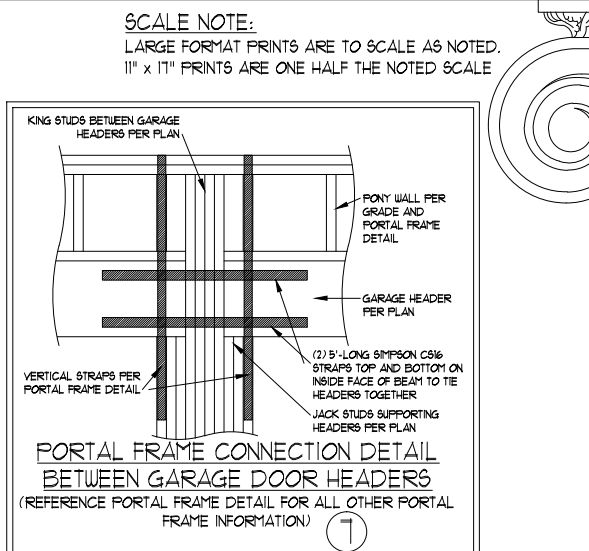 SCALE NOTE:
LARGE FORMAT PRINTS ARE TO SCALE AS NOTED.
11" x 17" PRINTS ARE ONE HALF THE NOTED SCALE
KING STUDS BETWEEN GARAGE
HEADERS PER PLAN
PONY WALL PER
GRADE AND
PORTAL FRAME
DETAIL
GARAGE HEADER
PER PLAN
(2) 5'-LONG SIMPSON CS16
STRAPS TOP AND BOTTOM ON
INSIDE FACE OF BEAM TO TIE
HEADERS TOGETHER
VERTICAL STRAPS PER
PORTAL FRAME DETAIL
JACK STUDS SUPPORTING
HEADERS PER PLAN
PORTAL FRAME CONNECTION DETAIL
BETWEEN GARAGE DOOR HEADERS
(REFERENCE PORTAL FRAME DETAIL FOR ALL OTHER PORTAL
FRAME INFORMATION)
7